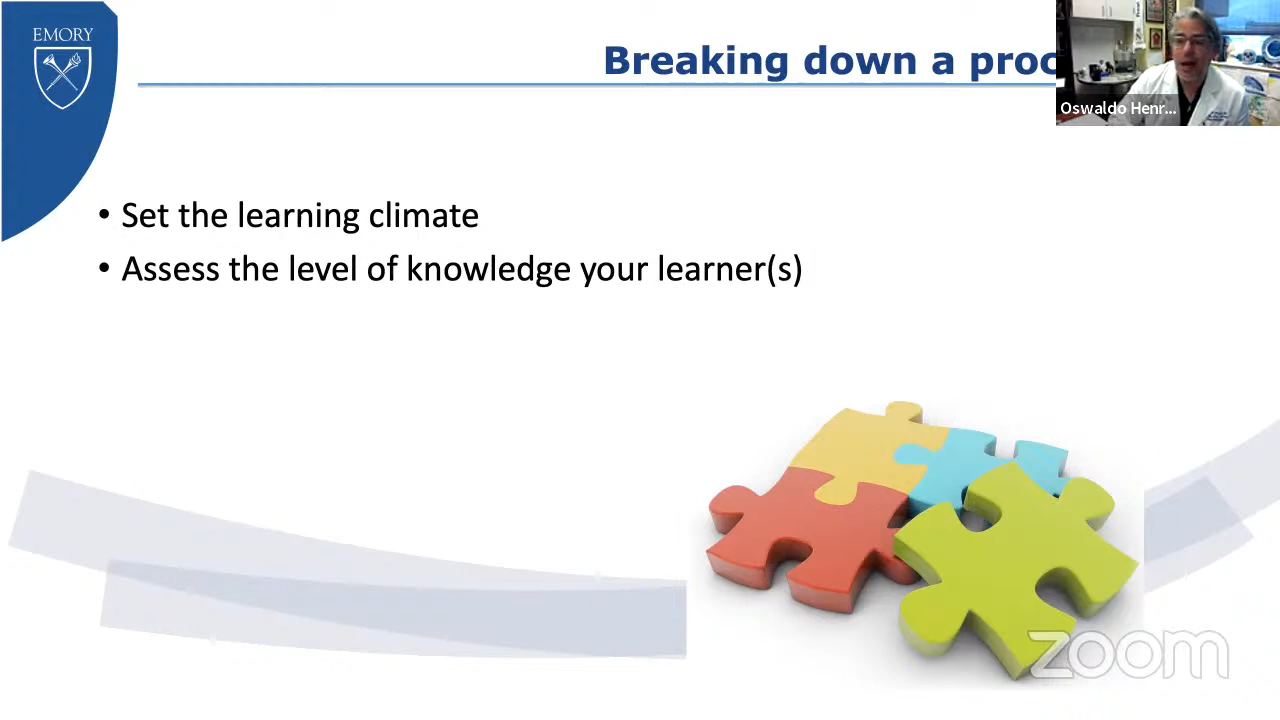 EMORY
Breaking down a proc
Oswaldo Henr...
• Set the learning climate
• Assess the level of knowledge your learner(s)
zoom